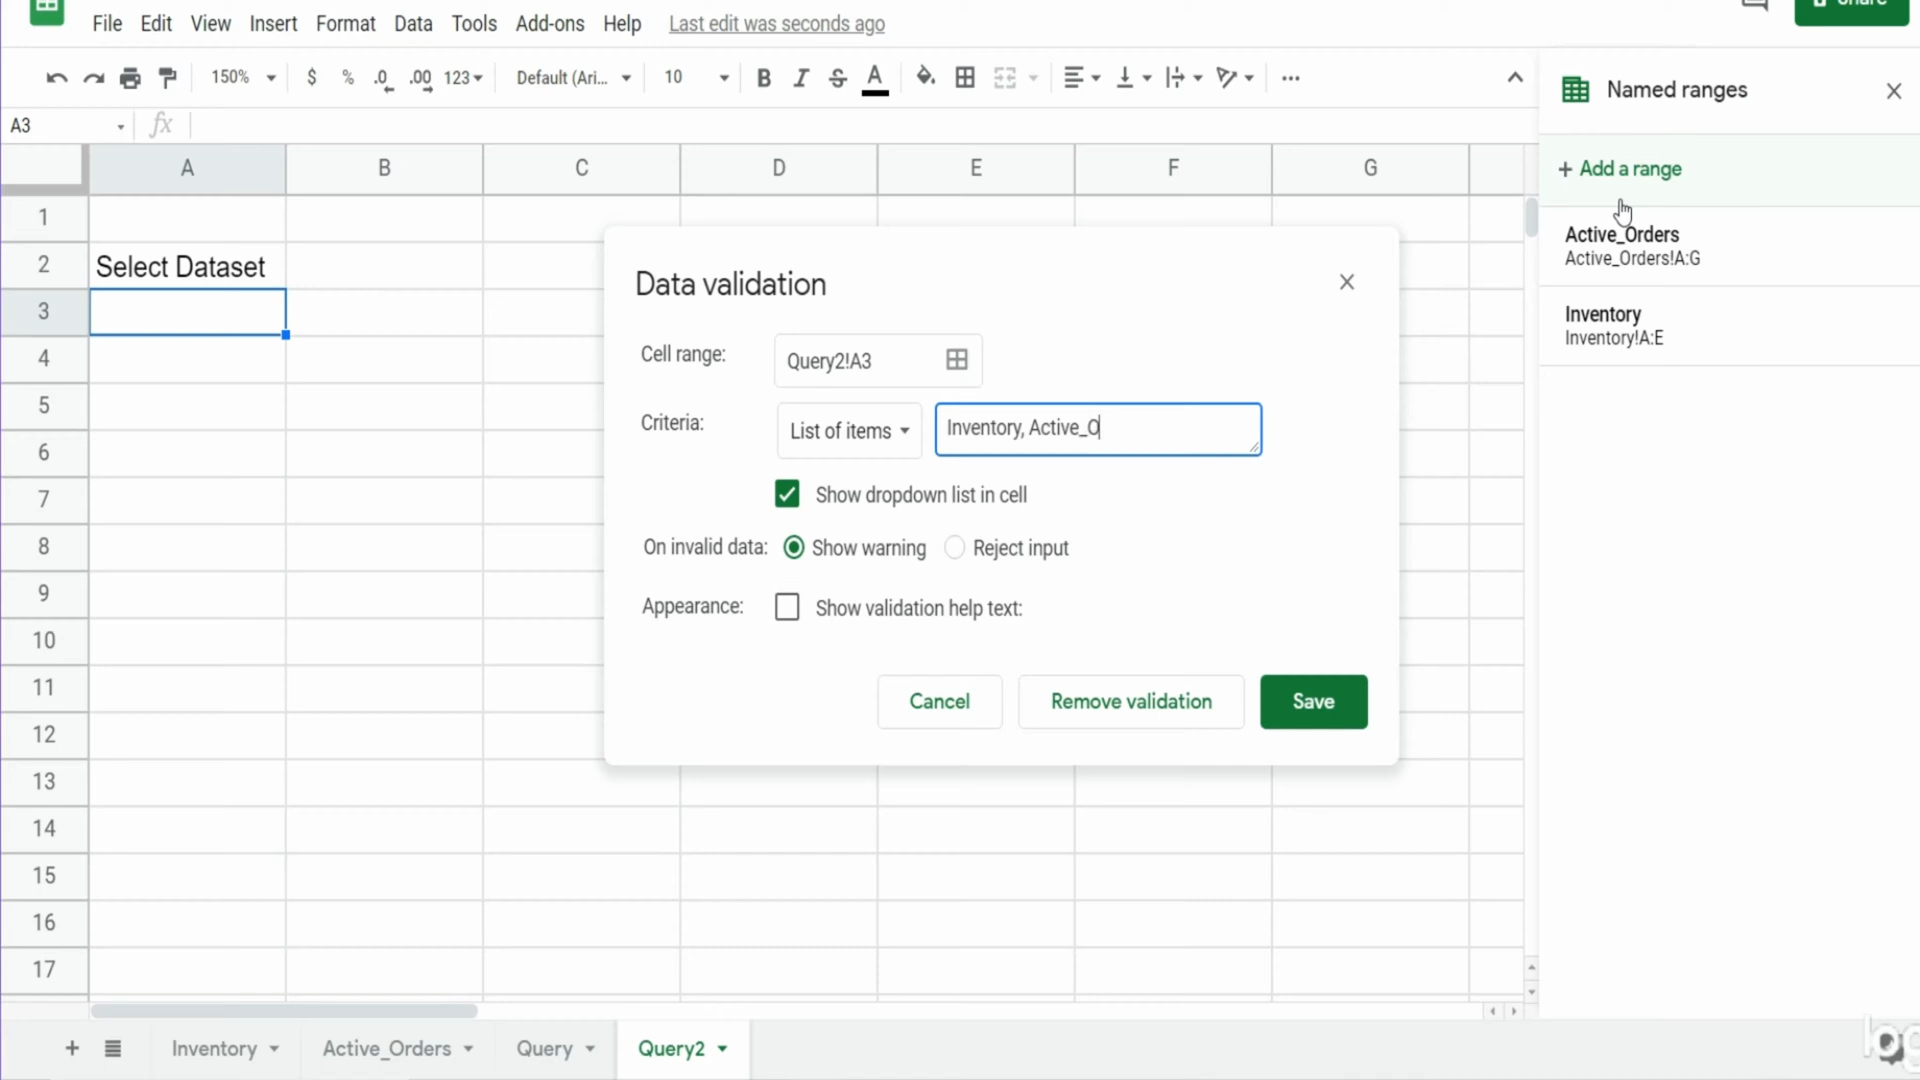 Share
File Edit View Insert Format Data Tools Add-ons Help Last edit was seconds ago
150% $ % .0 .00 123 Default (Ari... 10 B I S A
Named ranges
A3 fx
+ Add a range
A B C D E F G
Active_Orders
Active_Orders!A:G
Inventory
Inventory!A:E
1
2 Select Dataset
3
4
5
6
7
8
9
10
11
12
13
14
15
16
17
Data validation
Cell range: Query2!A3
Criteria: List of items Inventory, Active_O
Show dropdown list in cell
On invalid data: Show warning Reject input
Appearance: Show validation help text:
Cancel Remove validation Save
+ Inventory Active_Orders Query Query2